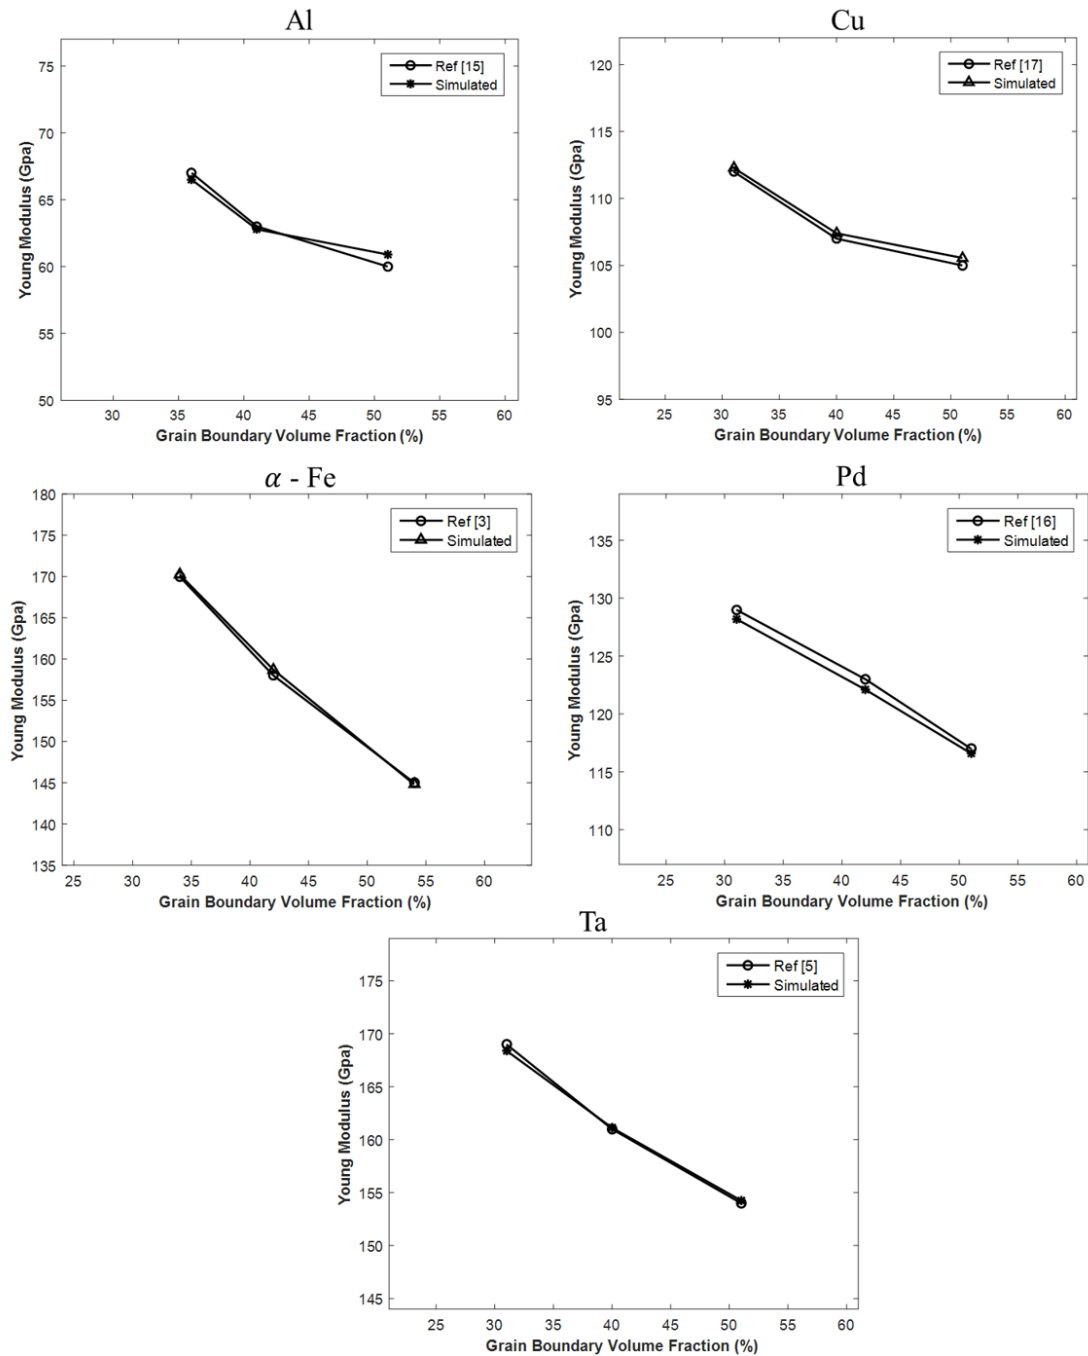 Al
Ref [15]
Simulated
75
70
65
60
55
50
Young Modulus (Gpa)
30 35 40 45 50 55 60
Grain Boundary Volume Fraction (%)
Cu
Ref [17]
Simulated
120
115
110
105
100
95
Young Modulus (Gpa)
25 30 35 40 45 50 55 60
Grain Boundary Volume Fraction (%)
α - Fe
Ref [3]
Simulated
180
175
170
165
160
155
150
145
140
135
Young Modulus (Gpa)
25 30 35 40 45 50 55 60
Grain Boundary Volume Fraction (%)
Pd
Ref [16]
Simulated
135
130
125
120
115
110
Young Modulus (Gpa)
25 30 35 40 45 50 55 60
Grain Boundary Volume Fraction (%)
Ta
Ref [5]
Simulated
175
170
165
160
155
150
145
Young Modulus (Gpa)
25 30 35 40 45 50 55 60
Grain Boundary Volume Fraction (%)